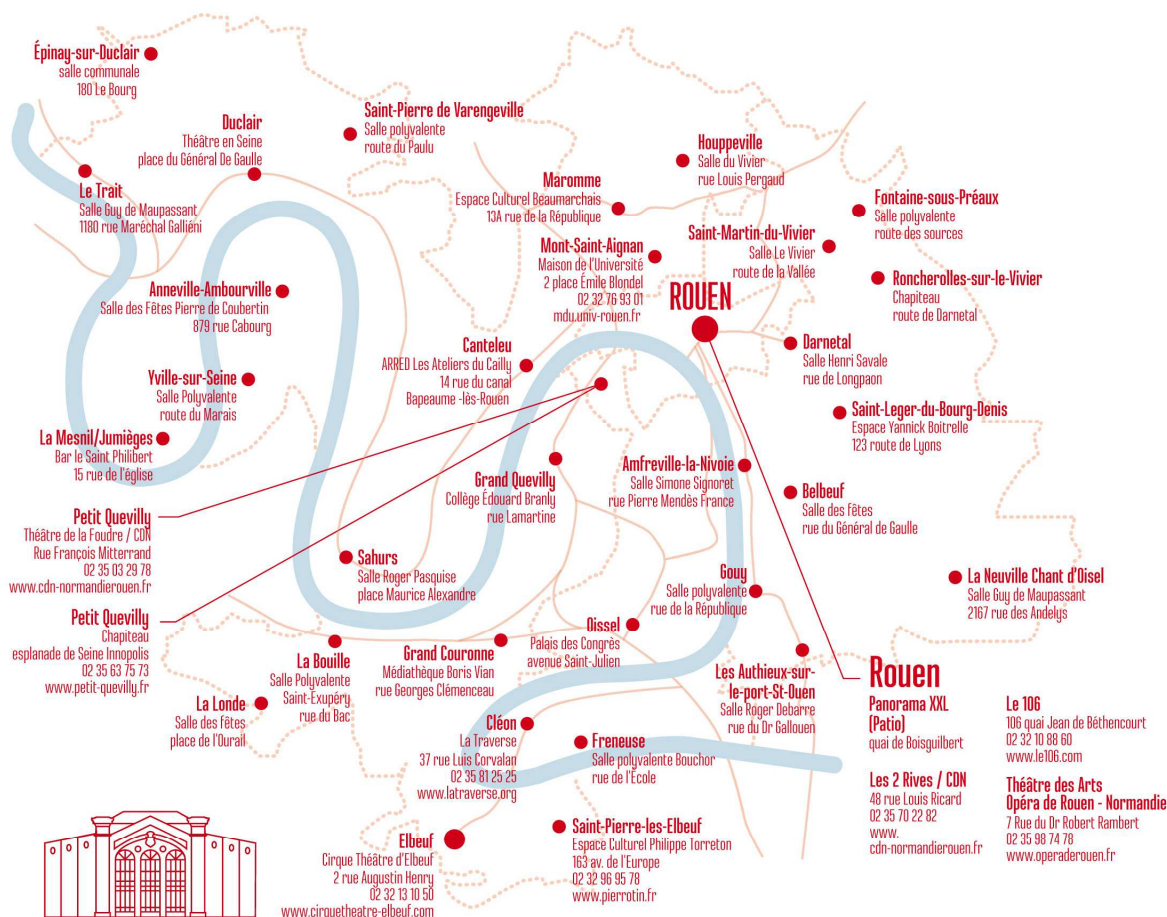 Épinay-sur-Duclair
salle communale
180 Le Bourg
Duclair
Théâtre en Seine
place du Général De Gaulle
Saint-Pierre de Varengeville
Salle polyvalente
route du Paulu
Houppeville
Salle du Vivier
rue Louis Pergaud
Le Trait
Salle Guy de Maupassant
1180 rue Maréchal Galliéni
Maromme
Espace Culturel Beaumarchais
13A rue de la République
Fontaine-sous-Préaux
Salle polyvalente
route des sources
Mont-Saint-Aignan
Maison de l'Université
2 place Émile Blondel
02 32 76 93 01
mdu.univ-rouen.fr
Saint-Martin-du-Vivier
Salle Le Vivier
route de la Vallée
Roncherolles-sur-le-Vivier
Chapiteau
route de Darnetal
Anneville-Ambourville
Salle des Fêtes Pierre de Coubertin
879 rue Cabourg
ROUEN
Canteleu
ARRED Les Ateliers du Cailly
14 rue du canal
Bapeaume -lès-Rouen
Darnetal
Salle Henri Savale
rue de Longpaon
Yville-sur-Seine
Salle Polyvalente
route du Marais
Saint-Leger-du-Bourg-Denis
Espace Yannick Boitrelle
123 route de Lyons
La Mesnil/Jumièges
Bar le Saint Philibert
15 rue de l'église
Grand Quevilly
Collège Édouard Branly
rue Lamartine
Amfreville-la-Nivoie
Salle Simone Signoret
rue Pierre Mendès France
Belbeuf
Salle des fêtes
rue du Général de Gaulle
Petit Quevilly
Théâtre de la Foudre / CDN
Rue François Mitterrand
02 35 03 29 78
www.cdn-normandierouen.fr
Sahurs
Salle Roger Pasquise
place Maurice Alexandre
Gouy
Salle polyvalente
rue de la République
La Neuville Chant d'Oisel
Salle Guy de Maupassant
2167 rue des Andelys
Petit Quevilly
Chapiteau
esplanade de Seine Innopolis
02 35 63 75 73
www.petit-quevilly.fr
La Bouille
Salle Polyvalente
Saint-Exupéry
rue du Bac
Grand Couronne
Médiathèque Boris Vian
rue Georges Clémenceau
Oissel
Palais des Congrès
avenue Saint-Julien
Les Authieux-sur-
le-port-St-Ouen
Salle Roger Debarre
rue du Dr Gallouen
La Londe
Salle des fêtes
place de l'Ourail
Cléon
La Traverse
37 rue Luis Corvalan
02 35 81 25 25
www.latraverse.org
Freneuse
Salle polyvalente Bouchor
rue de l'École
Elbeuf
Cirque Théâtre d'Elbeuf
2 rue Augustin Henry
02 32 13 10 50
www.cirquetheatre-elbeuf.com
Saint-Pierre-les-Elbeuf
Espace Culturel Philippe Torreton
163 av. de l'Europe
02 32 96 95 78
www.pierrotin.fr
Rouen
Panorama XXL
(Patio)
quai de Boisguilbert
Le 106
106 quai Jean de Béthencourt
02 32 10 88 60
www.le106.com
Les 2 Rives / CDN
48 rue Louis Ricard
02 35 70 22 82
www.
cdn-normandierouen.fr
Théâtre des Arts
Opéra de Rouen - Normandie
7 Rue du Dr Robert Rambert
02 35 98 74 78
www.operaderouen.fr